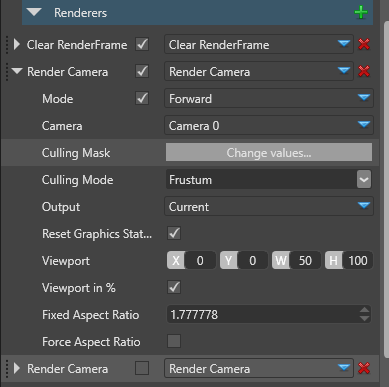 Renderers
Clear RenderFrame Clear RenderFrame
Render Camera Render Camera
Mode Forward
Camera Camera 0
Culling Mask Change values...
Culling Mode Frustum
Output Current
Reset Graphics Stat...
Viewport X 0 Y 0 W 50 H 100
Viewport in %
Fixed Aspect Ratio 1.777778
Force Aspect Ratio
Render Camera Render Camera